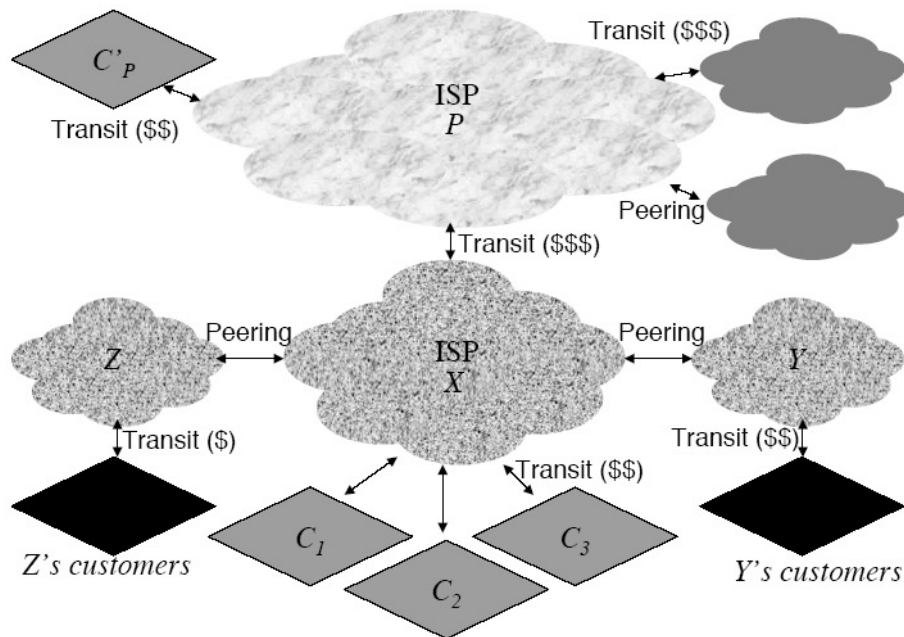 Transit ($$$)
C'P
ISP
P
Transit ($$)
Peering
Transit ($$$)
Peering
Peering
Z
ISP
X
Y
Transit ($)
Transit ($$)
Transit ($$)
C1
C3
Z's customers
C2
Y's customers